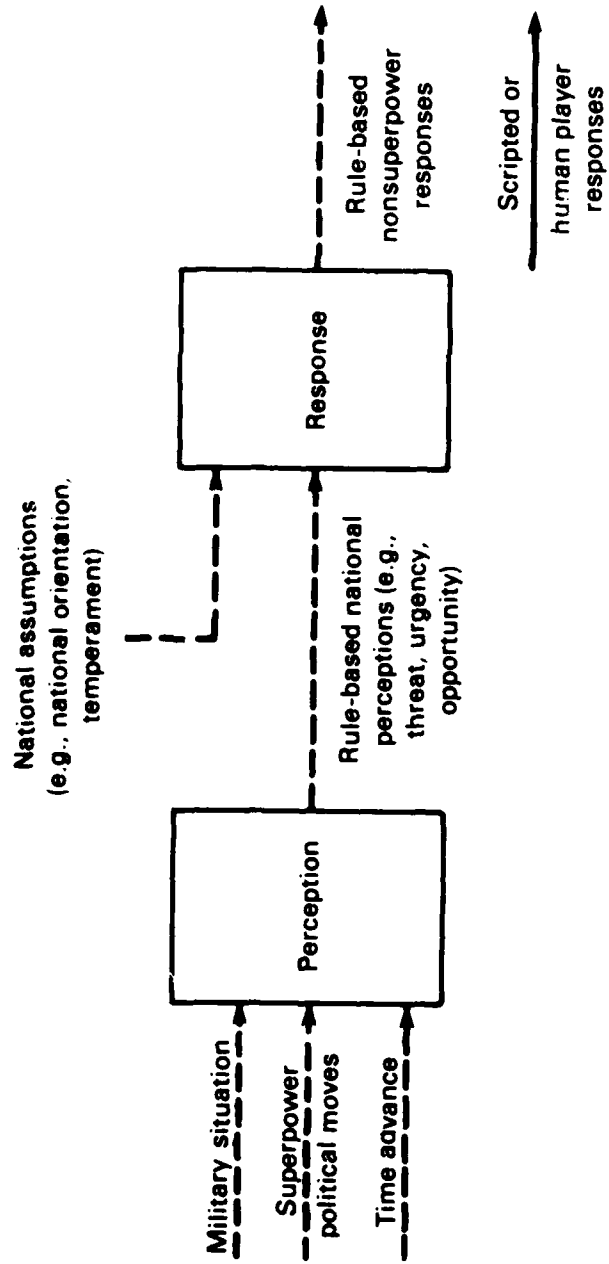 Military situation
Superpower
political moves
Time advance
Perception
National assumptions
(e.g., national orientation,
temperament)
Rule-based national
perceptions (e.g.,
threat, urgency,
opportunity)
Response
Rule-based
nonsuperpower
responses
Scripted or
human player
responses